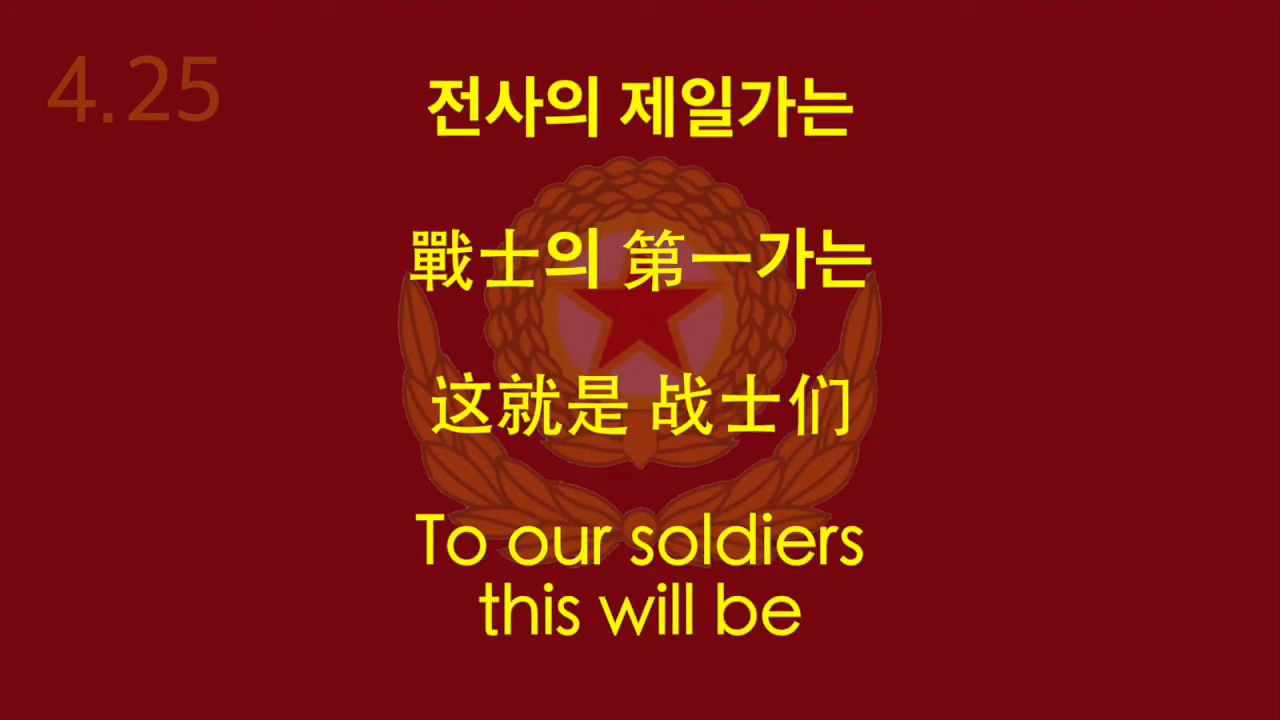 4.25
전사의 제일가는
戰士의 第一가는
这就是 战士们
To our soldiers
this will be